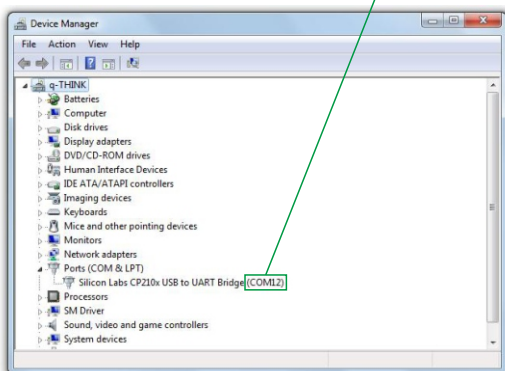 Device Manager
File Action View Help
q-THINK
Batteries
Computer
Disk drives
Display adapters
DVD/CD-ROM drives
Human Interface Devices
IDE ATA/ATAPI controllers
Imaging devices
Keyboards
Mice and other pointing devices
Monitors
Network adapters
Ports (COM & LPT)
Silicon Labs CP210x USB to UART Bridge (COM12)
Processors
SM Driver
Sound, video and game controllers
System devices